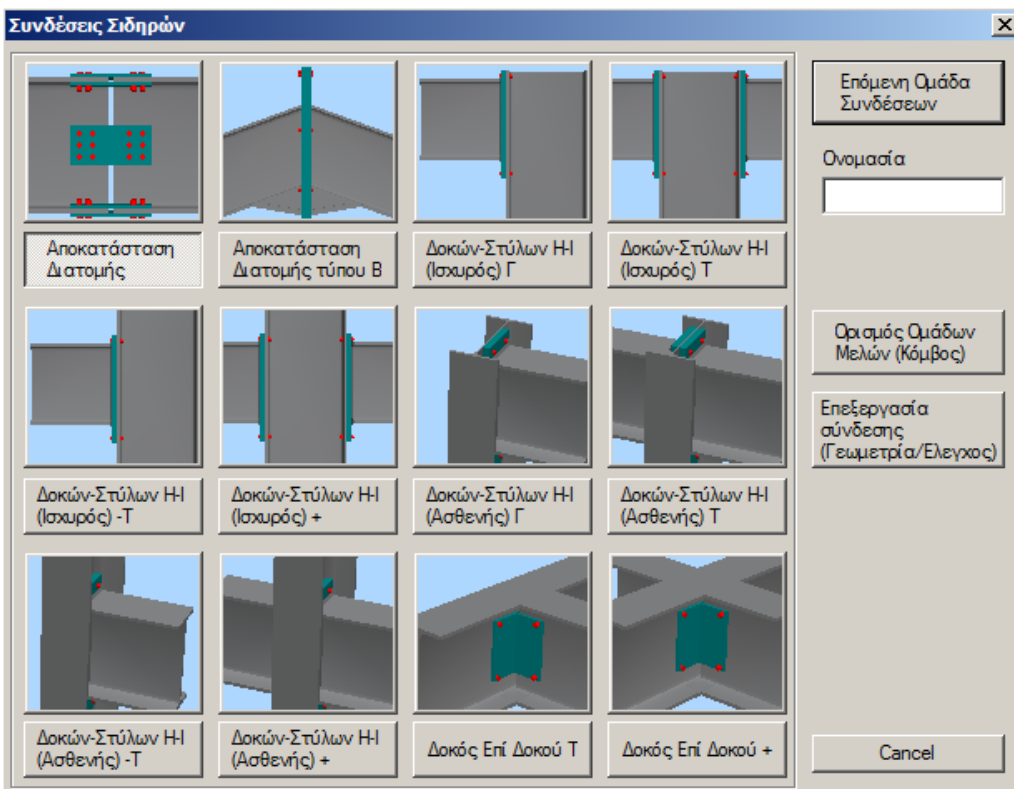 Συνδέσεις Σιδηρών
Αποκατάσταση
Διατομής
Αποκατάσταση
Διατομής τύπου Β
Δοκών-Στύλων Η-Ι
(Ισχυρός) Γ
Δοκών-Στύλων Η-Ι
(Ισχυρός) Τ
Δοκών-Στύλων Η-Ι
(Ισχυρός) -Τ
Δοκών-Στύλων Η-Ι
(Ισχυρός) +
Δοκών-Στύλων Η-Ι
(Ασθενής) Γ
Δοκών-Στύλων Η-Ι
(Ασθενής) Τ
Δοκών-Στύλων Η-Ι
(Ασθενής) -Τ
Δοκών-Στύλων Η-Ι
(Ασθενής) +
Δοκός Επί Δοκού Τ
Δοκός Επί Δοκού +
Επόμενη Ομάδα
Συνδέσεων
Ονομασία
Ορισμός Ομάδων
Μελών (Κόμβος)
Επεξεργασία
σύνδεσης
(Γεωμετρία/Ελεγχος)
Cancel